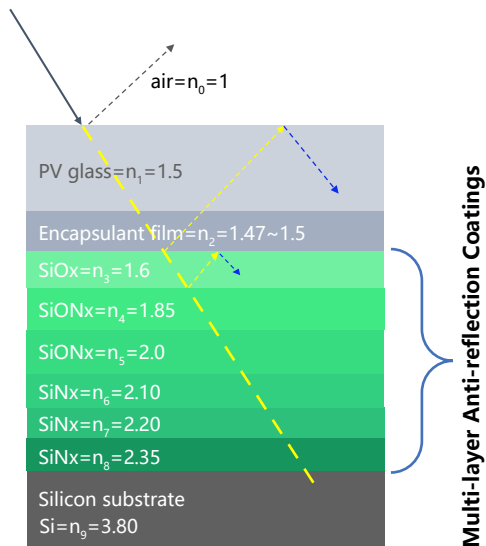 air=n₀=1
PV glass=n₁=1.5
Encapsulant film=n₂=1.47~1.5
SiOx=n₃=1.6
SiONx=n₄=1.85
SiONx=n₅=2.0
SiNx=n₆=2.10
SiNx=n₇=2.20
SiNx=n₈=2.35
Silicon substrate
Si=n₉=3.80
Multi-layer Anti-reflection Coatings